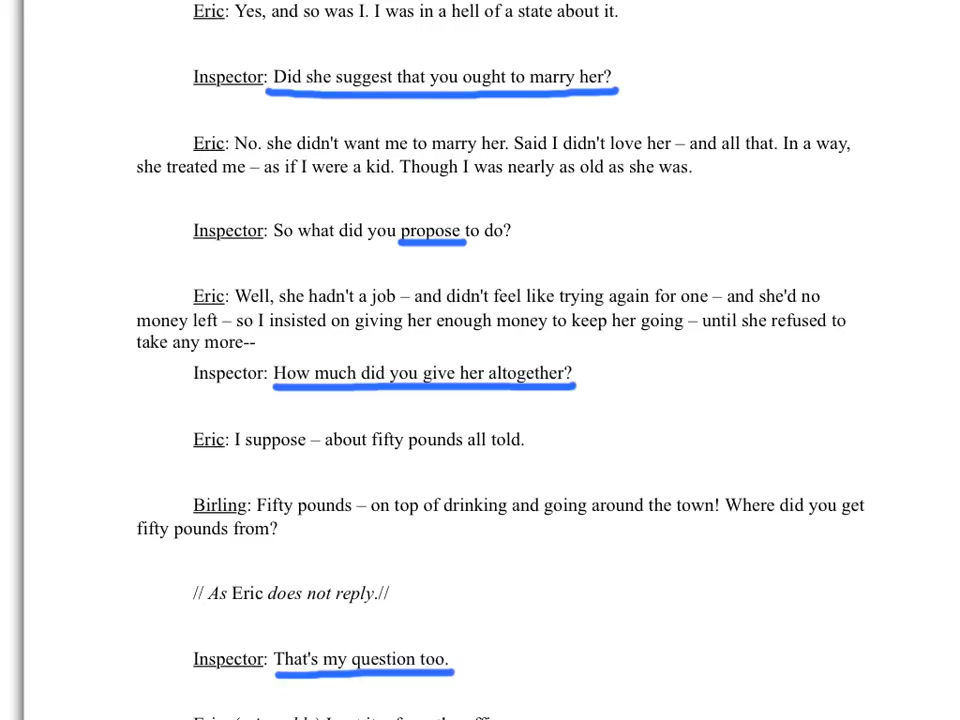 Eric: Yes, and so was I. I was in a hell of a state about it.
Inspector: Did she suggest that you ought to marry her?
Eric: No. she didn't want me to marry her. Said I didn't love her – and all that. In a way,
she treated me – as if I were a kid. Though I was nearly as old as she was.
Inspector: So what did you propose to do?
Eric: Well, she hadn't a job – and didn't feel like trying again for one – and she'd no
money left – so I insisted on giving her enough money to keep her going – until she refused to
take any more--
Inspector: How much did you give her altogether?
Eric: I suppose – about fifty pounds all told.
Birling: Fifty pounds – on top of drinking and going around the town! Where did you get
fifty pounds from?
// As Eric does not reply.//
Inspector: That's my question too.